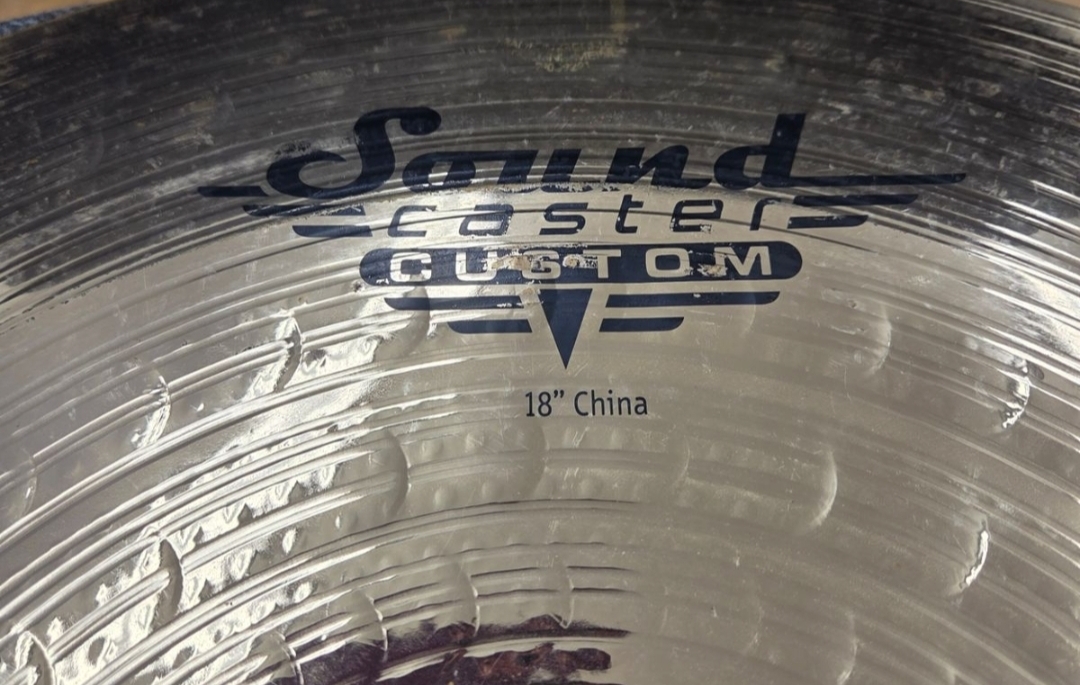 Sound
caster
CUSTOM
18” China